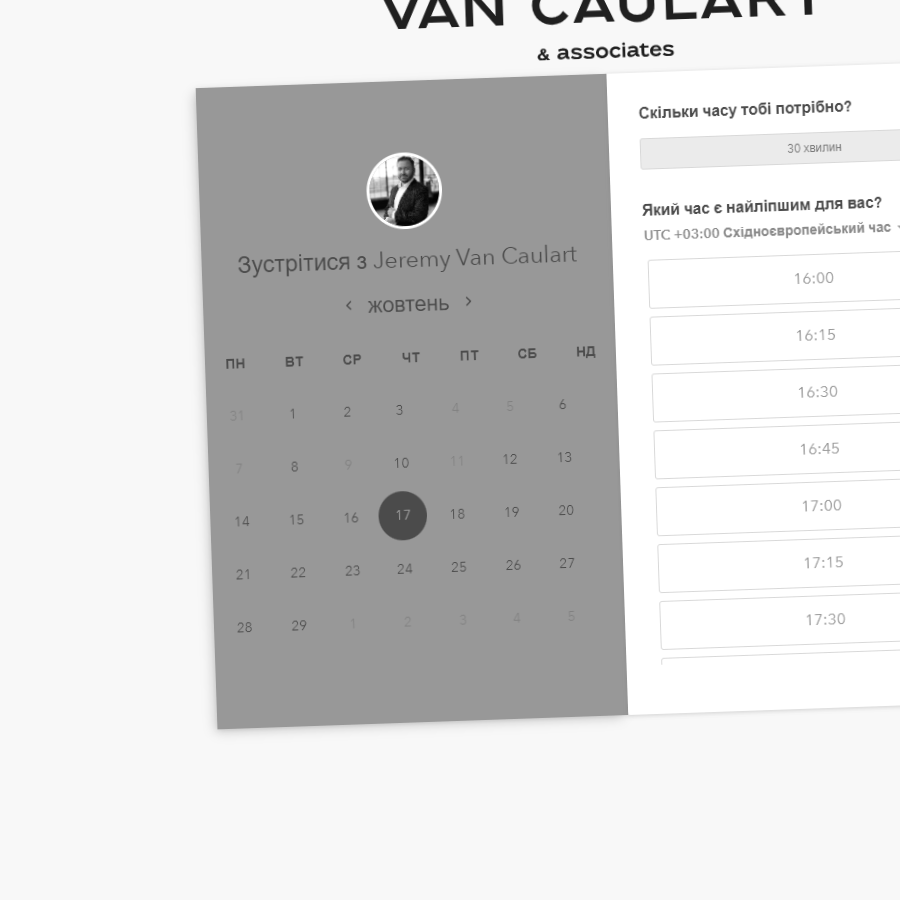 VAN CAULART
& associates
Зустрітися з Jeremy Van Caulart
‹ жовтень ›
ПН ВТ СР ЧТ ПТ СБ НД
31 1 2 3 4 5 6
7 8 9 10 11 12 13
14 15 16 17 18 19 20
21 22 23 24 25 26 27
28 29 1 2 3 4 5
Скільки часу тобі потрібно?
30 хвилин
Який час є найліпшим для вас?
UTC +03:00 Східноєвропейський час
16:00
16:15
16:30
16:45
17:00
17:15
17:30